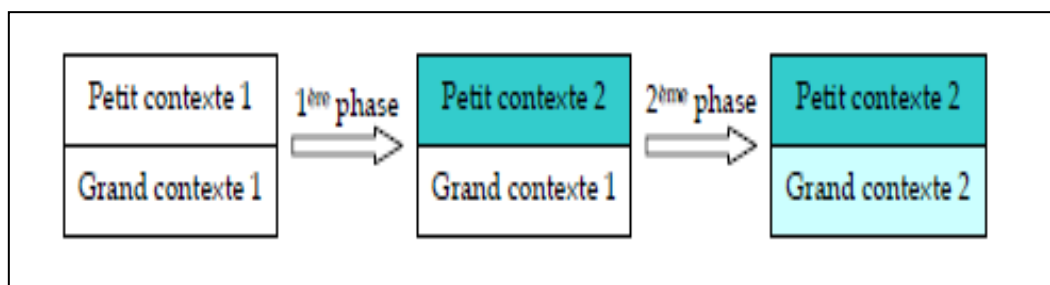 Petit contexte 1
Grand contexte 1
1ère phase
Petit contexte 2
Grand contexte 1
2ème phase
Petit contexte 2
Grand contexte 2